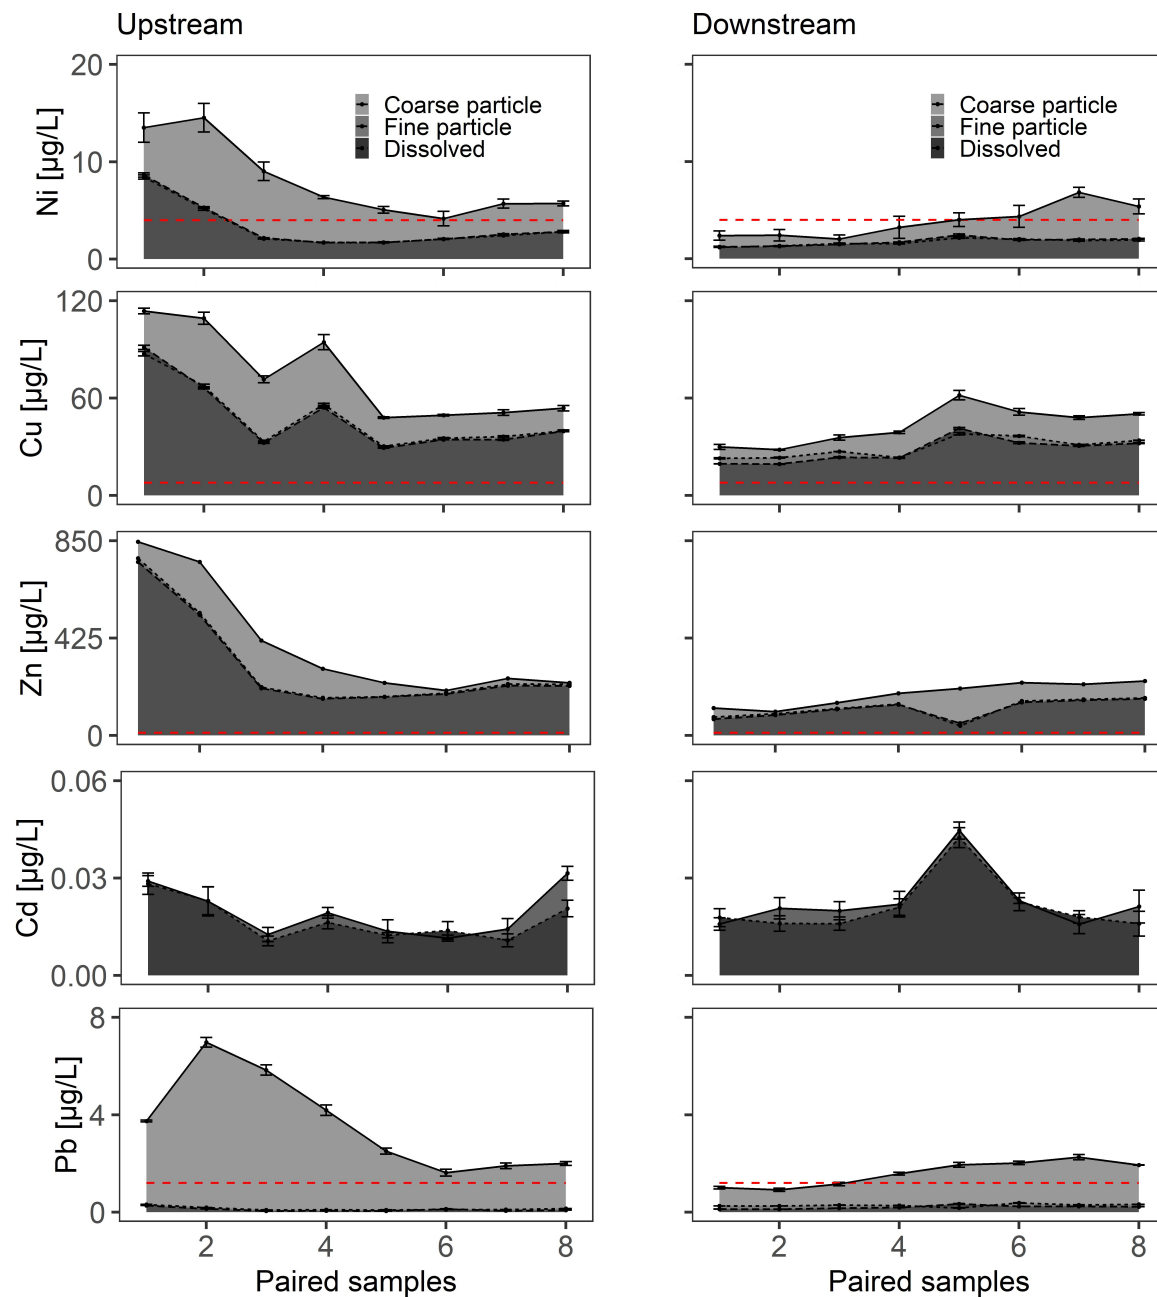 Upstream
Downstream
Ni [µg/L]
20
10
0
Coarse particle
Fine particle
Dissolved
Coarse particle
Fine particle
Dissolved
Cu [µg/L]
120
60
0
Zn [µg/L]
850
425
0
Cd [µg/L]
0.06
0.03
0.00
Pb [µg/L]
8
4
0
2 4 6 8
2 4 6 8
Paired samples
Paired samples